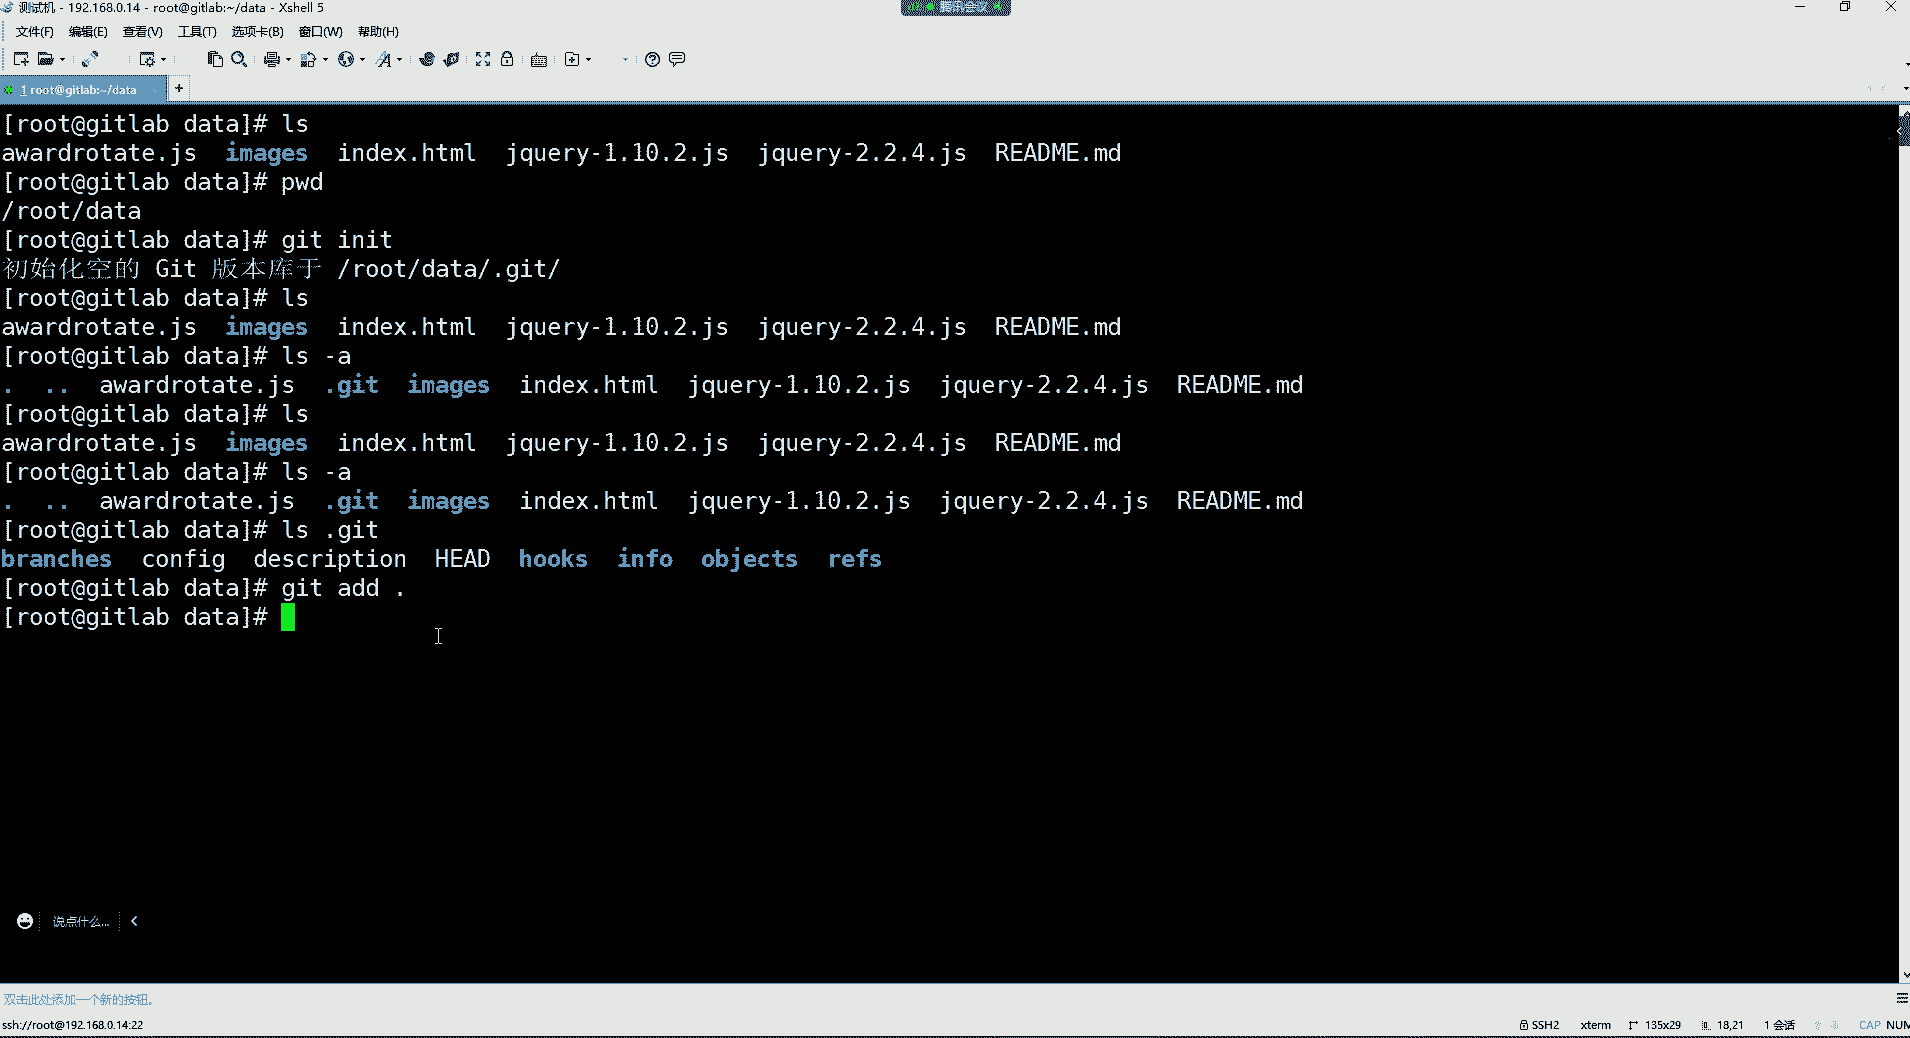 测试机 - 192.168.0.14 - root@gitlab:~/data - Xshell 5
腾讯会议
文件(F) 编辑(E) 查看(V) 工具(T) 选项卡(B) 窗口(W) 帮助(H)
1 root@gitlab:~/data
[root@gitlab data]# ls
awardrotate.js images index.html jquery-1.10.2.js jquery-2.2.4.js README.md
[root@gitlab data]# pwd
/root/data
[root@gitlab data]# git init
初始化空的 Git 版本库于 /root/data/.git/
[root@gitlab data]# ls
awardrotate.js images index.html jquery-1.10.2.js jquery-2.2.4.js README.md
[root@gitlab data]# ls -a
. .. awardrotate.js .git images index.html jquery-1.10.2.js jquery-2.2.4.js README.md
[root@gitlab data]# ls
awardrotate.js images index.html jquery-1.10.2.js jquery-2.2.4.js README.md
[root@gitlab data]# ls -a
. .. awardrotate.js .git images index.html jquery-1.10.2.js jquery-2.2.4.js README.md
[root@gitlab data]# ls .git
branches config description HEAD hooks info objects refs
[root@gitlab data]# git add .
[root@gitlab data]#
说点什么...
双击此处添加一个新的按钮。
ssh://root@192.168.0.14:22 SSH2 xterm 135x29 18,21 1 会话 CAP NUM